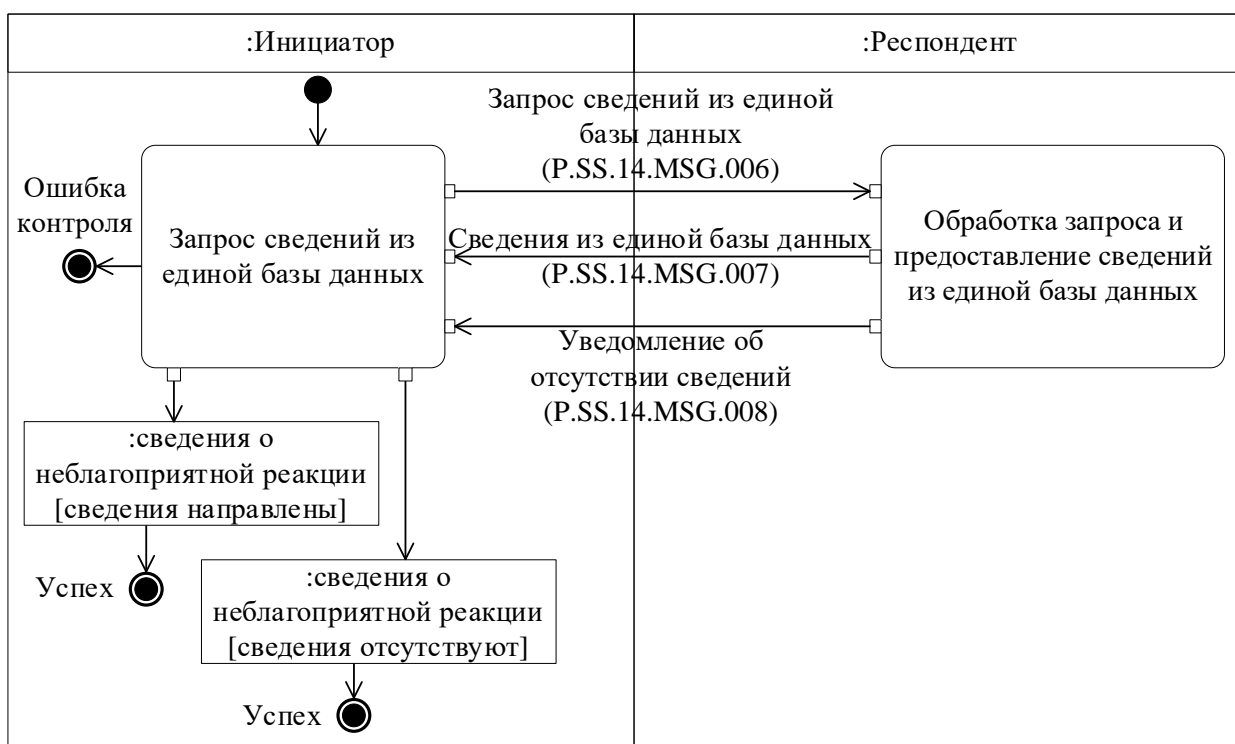 :Инициатор
:Респондент
Запрос сведений из единой
базы данных
(P.SS.14.MSG.006)
Ошибка
контроля
Запрос сведений из
единой базы данных
Сведения из единой базы данных
(P.SS.14.MSG.007)
Обработка запроса и
предоставление сведений
из единой базы данных
Уведомление об
отсутствии сведений
(P.SS.14.MSG.008)
:сведения о
неблагоприятной реакции
[сведения направлены]
Успех
:сведения о
неблагоприятной реакции
[сведения отсутствуют]
Успех